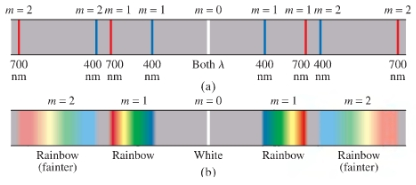 m = 2 m = 2 m = 1 m = 1 m = 0 m = 1 m = 1 m = 2 m = 2
700 nm 400 nm 700 nm 400 nm Both λ 400 nm 700 nm 400 nm 700 nm
(a)
m = 2 m = 1 m = 0 m = 1 m = 2
Rainbow (fainter) Rainbow White Rainbow Rainbow (fainter)
(b)